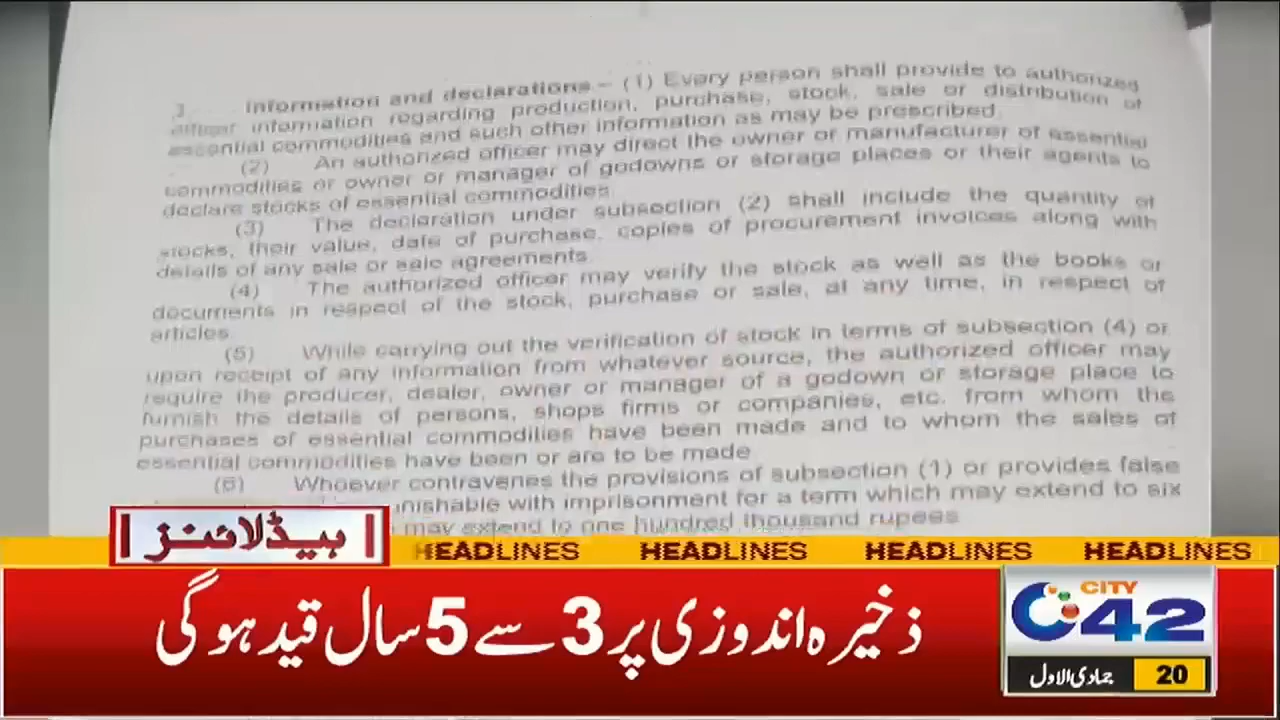 3. Information and declarations – (1) Every person shall provide to authorized
officer information regarding production, purchase, stock, sale or distribution of
essential commodities and such other information as may be prescribed.
(2) An authorized officer may direct the owner or manufacturer of essential
commodities or owner or manager of godowns or storage places or their agents to
declare stocks of essential commodities.
(3) The declaration under subsection (2) shall include the quantity of
stocks, their value, date of purchase, copies of procurement invoices along with
details of any sale or sale agreements.
(4) The authorized officer may verify the stock as well as the books or
documents in respect of the stock, purchase or sale, at any time, in respect of
articles.
(5) While carrying out the verification of stock in terms of subsection (4) or
upon receipt of any information from whatever source, the authorized officer may
require the producer, dealer, owner or manager of a godown or storage place to
furnish the details of persons, shops firms or companies, etc. from whom the
purchases of essential commodities have been made and to whom the sales of
essential commodities have been or are to be made
(6) Whoever contravenes the provisions of subsection (1) or provides false
with imprisonment for a term which may extend to six
may extend to one hundred thousand rupees
ہیڈلائنز
HEADLINES HEADLINES HEADLINES HEADLINES
ذخیرہ اندوزی پر 3 سے 5 سال قید ہوگی
CITY
42
20 جمادی الاول